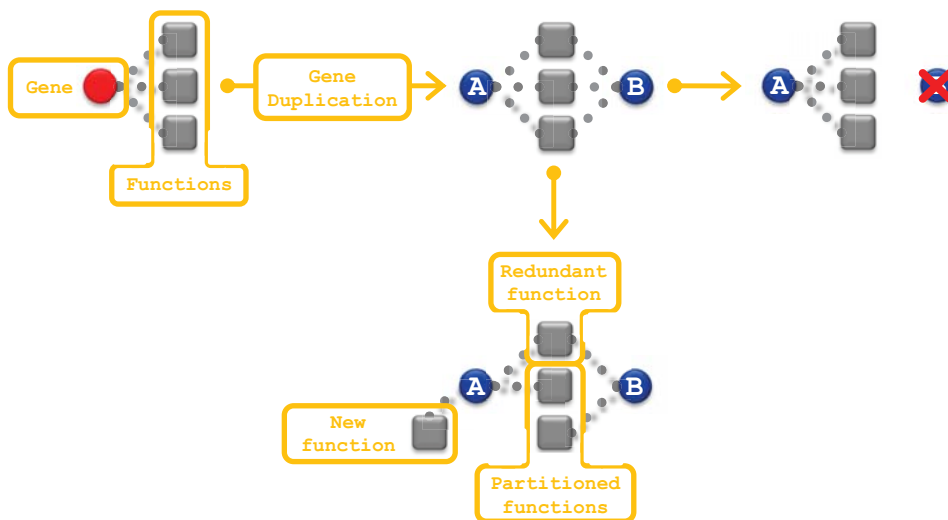 Gene
Functions
Gene
Duplication
A
B
A
Redundant
function
A
B
New
function
Partitioned
functions